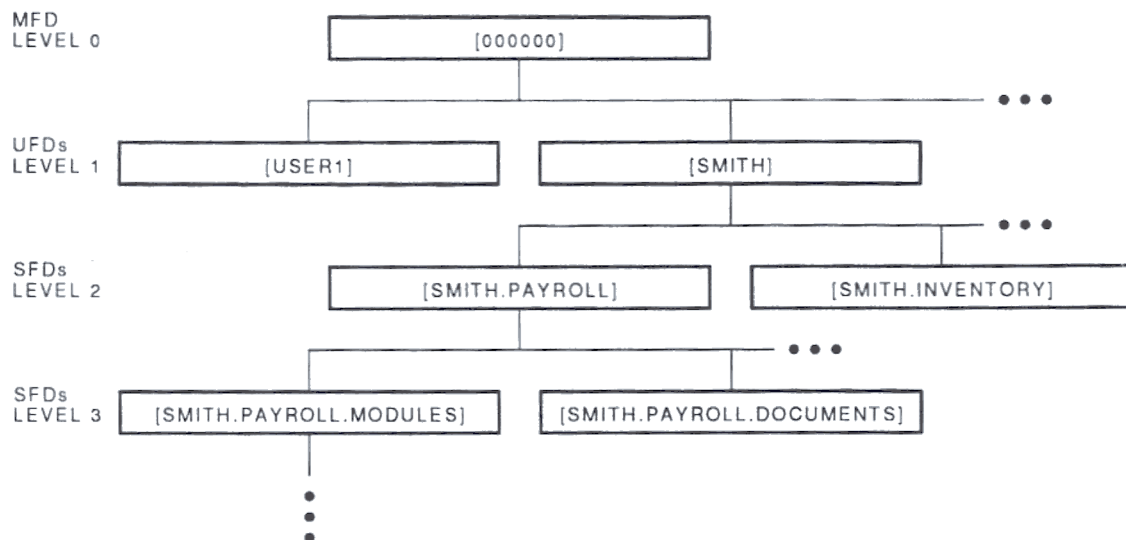 MFD
LEVEL 0
[000000]
UFDs
LEVEL 1
[USER1]
[SMITH]
SFDs
LEVEL 2
[SMITH.PAYROLL]
[SMITH.INVENTORY]
SFDs
LEVEL 3
[SMITH.PAYROLL.MODULES]
[SMITH.PAYROLL.DOCUMENTS]